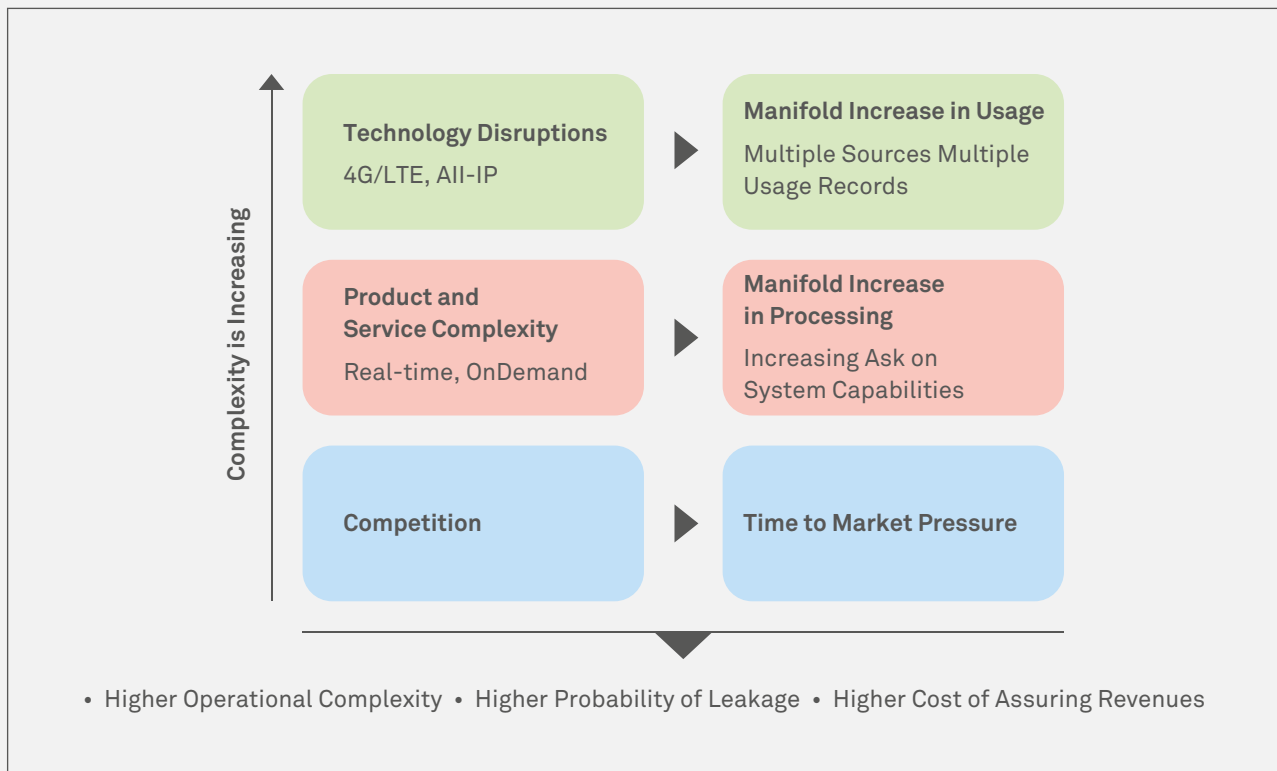 Complexity is Increasing
Technology Disruptions
4G/LTE, All-IP
Manifold Increase in Usage
Multiple Sources Multiple
Usage Records
Product and
Service Complexity
Real-time, OnDemand
Manifold Increase
in Processing
Increasing Ask on
System Capabilities
Competition
Time to Market Pressure
• Higher Operational Complexity • Higher Probability of Leakage • Higher Cost of Assuring Revenues